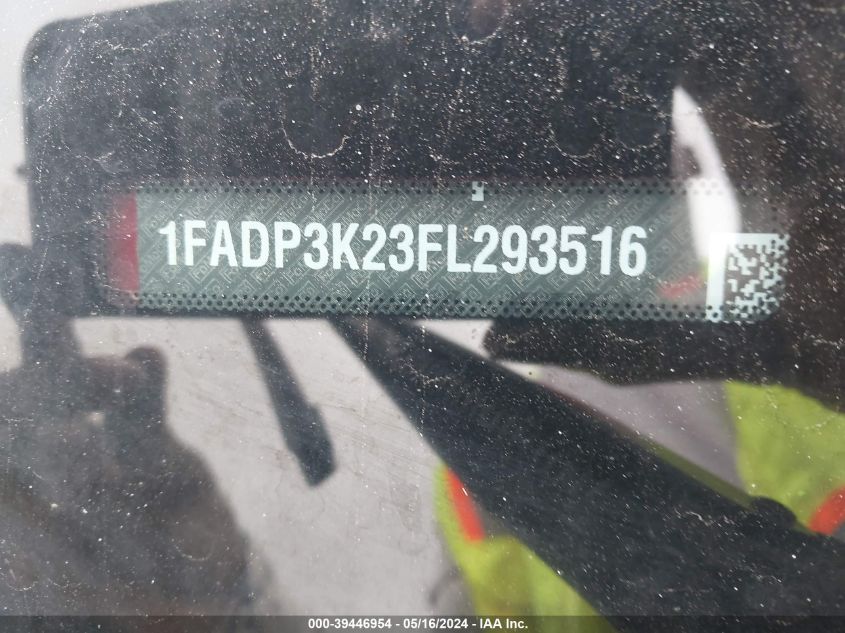 1FADP3K23FL293516
000-39446954 - 05/16/2024 - IAA Inc.